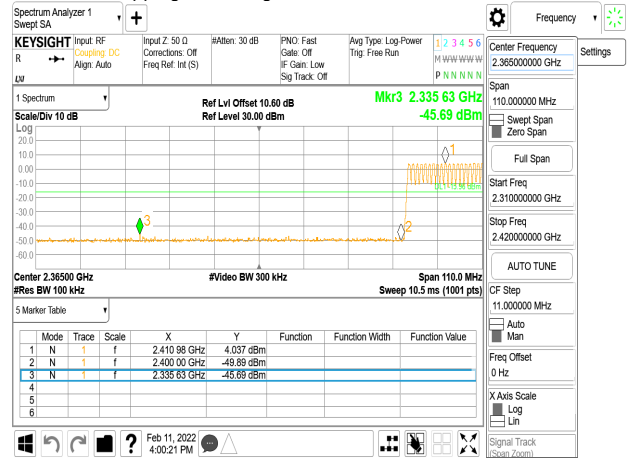 Spectrum Analyzer 1
Swept SA
Frequency
KEYSIGHT
R
Input: RF
Coupling: DC
Align: Auto
Input Z: 50 Ω
Corrections: Off
Freq Ref: Int (S)
#Atten: 30 dB
PNO: Fast
Gate: Off
IF Gain: Low
Sig Track: Off
Avg Type: Log-Power
Trig: Free Run
1 2 3 4 5 6
M W W W W W
P N N N N N
LXI
1 Spectrum
Scale/Div 10 dB
Ref Lvl Offset 10.60 dB
Ref Level 30.00 dBm
Mkr3 2.335 63 GHz
-45.69 dBm
Log
20.0
10.0
0.00
-10.0
-20.0
-30.0
-40.0
-50.0
-60.0
1
2
3
Center 2.36500 GHz
#Video BW 300 kHz
Span 110.0 MHz
#Res BW 100 kHz
Sweep 10.5 ms (1001 pts)
5 Marker Table
Mode Trace Scale X Y Function Function Width Function Value
1 N 1 f 2.410 98 GHz 4.037 dBm
2 N 1 f 2.400 00 GHz -49.89 dBm
3 N 1 f 2.335 63 GHz -45.69 dBm
4
5
6
Feb 11, 2022
4:00:21 PM
Center Frequency
2.365000000 GHz
Settings
Span
110.000000 MHz
Swept Span
Zero Span
Full Span
Start Freq
2.310000000 GHz
Stop Freq
2.420000000 GHz
AUTO TUNE
CF Step
11.000000 MHz
Auto
Man
Freq Offset
0 Hz
X Axis Scale
Log
Lin
Signal Track
(Span Zoom)